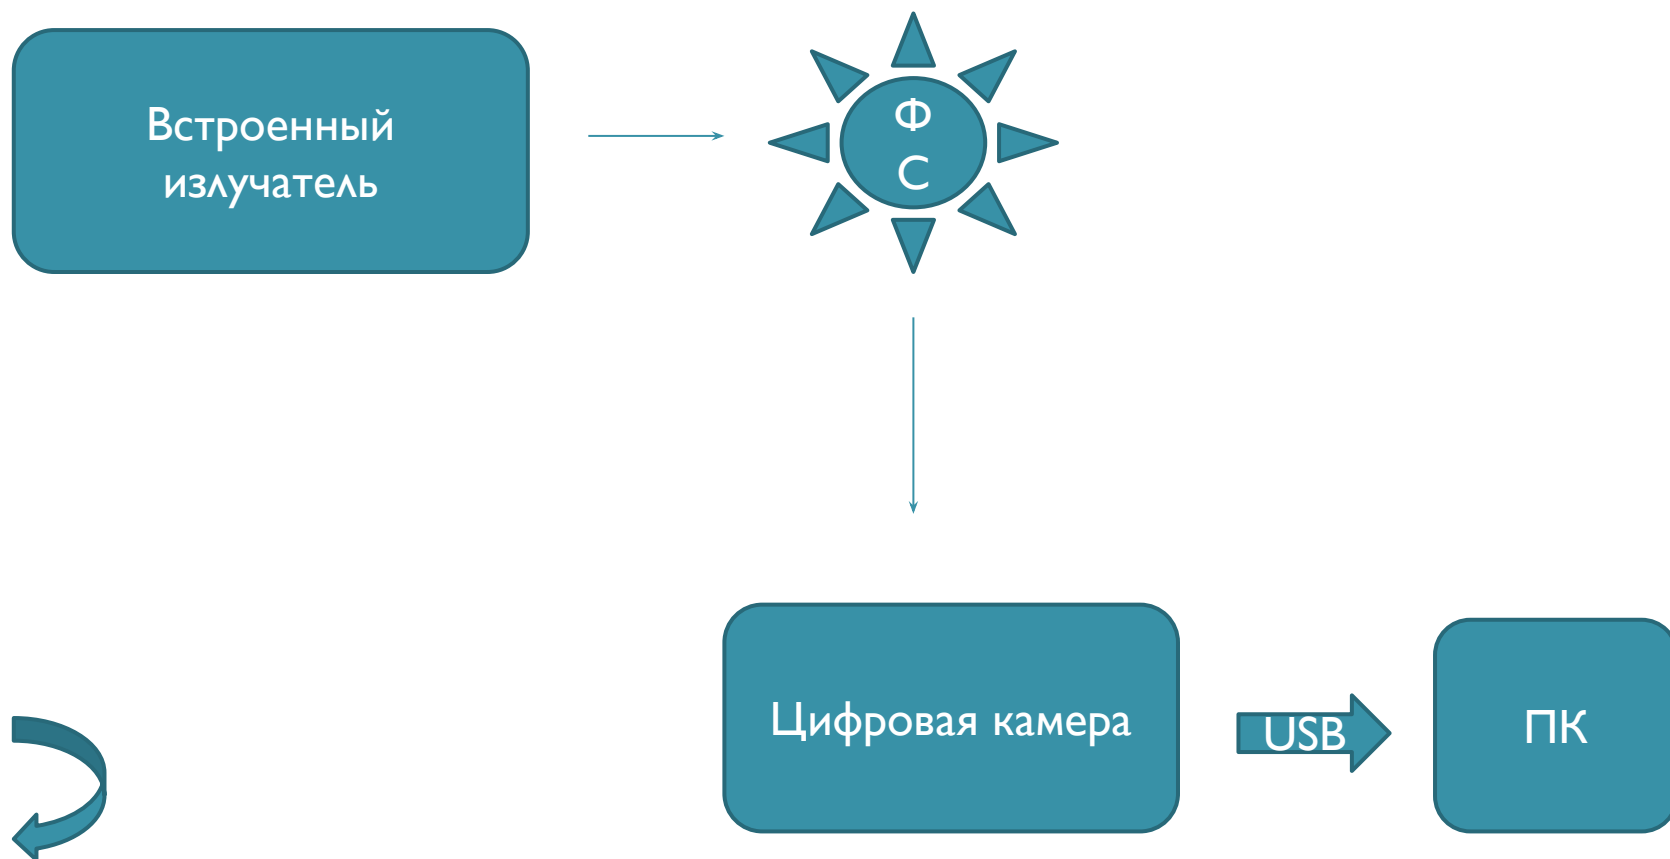 Встроенный
излучатель
Ф
С
Цифровая камера
USB
ПК